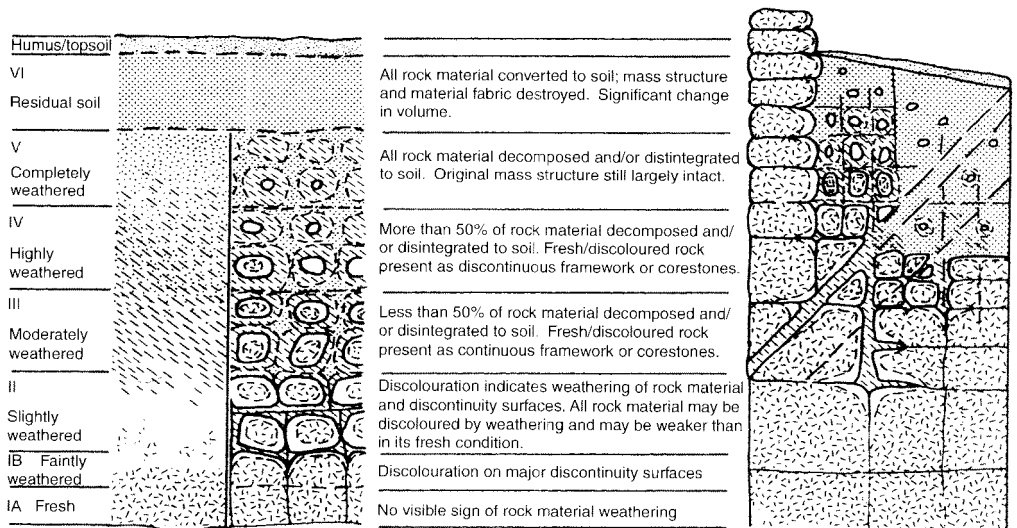 Humus/topsoil
VI
Residual soil
All rock material converted to soil; mass structure
and material fabric destroyed. Significant change
in volume.
V
Completely
weathered
All rock material decomposed and/or distintegrated
to soil. Original mass structure still largely intact.
IV
Highly
weathered
More than 50% of rock material decomposed and/
or disintegrated to soil. Fresh/discoloured rock
present as discontinuous framework or corestones.
III
Moderately
weathered
Less than 50% of rock material decomposed and/
or disintegrated to soil. Fresh/discoloured rock
present as continuous framework or corestones.
II
Slightly
weathered
Discolouration indicates weathering of rock material
and discontinuity surfaces. All rock material may be
discoloured by weathering and may be weaker than
in its fresh condition.
IB Faintly
weathered
Discolouration on major discontinuity surfaces
IA Fresh
No visible sign of rock material weathering